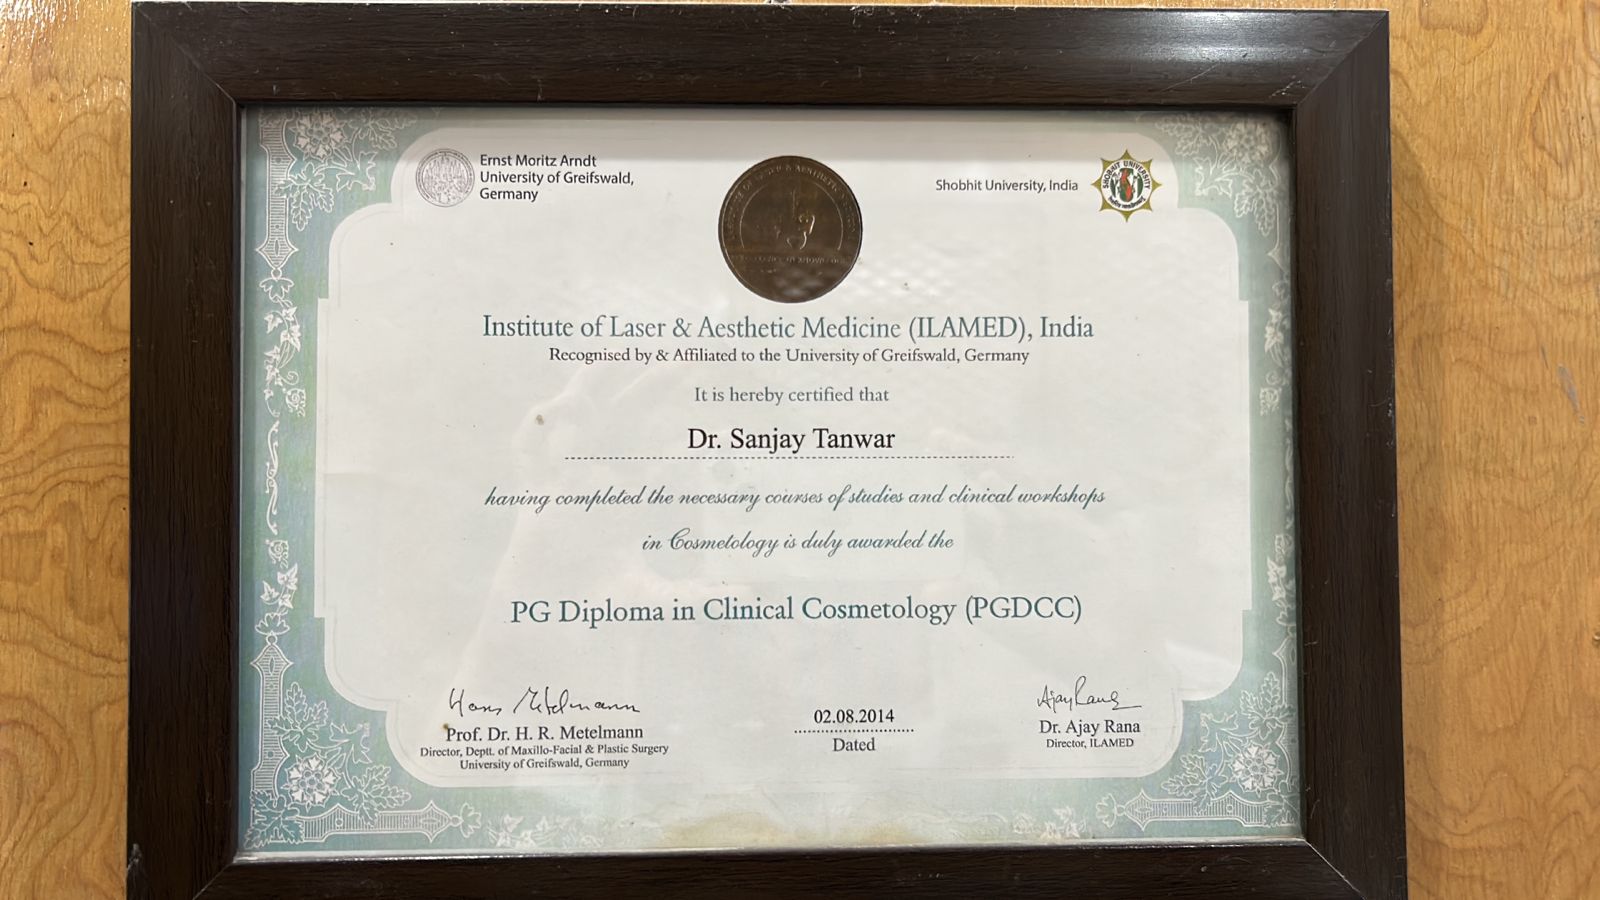 Ernst Moritz Arndt
University of Greifswald,
Germany
Shobhit University, India
SHOBHIT UNIVERSITY
Institute of Laser & Aesthetic Medicine (ILAMED), India
Recognised by & Affiliated to the University of Greifswald, Germany
It is hereby certified that
Dr. Sanjay Tanwar
having completed the necessary courses of studies and clinical workshops
in Cosmetology is duly awarded the
PG Diploma in Clinical Cosmetology (PGDCC)
Hans Metelmann
Prof. Dr. H. R. Metelmann
Director, Deptt. of Maxillo-Facial & Plastic Surgery
University of Greifswald, Germany
02.08.2014
Dated
Ajay Rana
Dr. Ajay Rana
Director, ILAMED